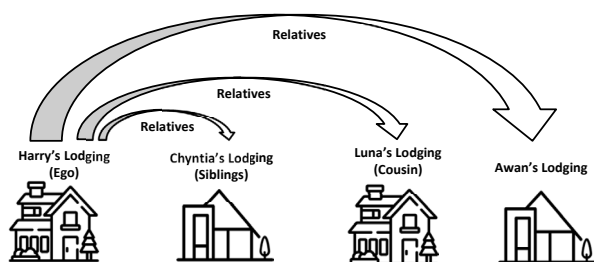 Relatives
Relatives
Relatives
Harry's Lodging
(Ego)
Chyntia's Lodging
(Siblings)
Luna's Lodging
(Cousin)
Awan's Lodging